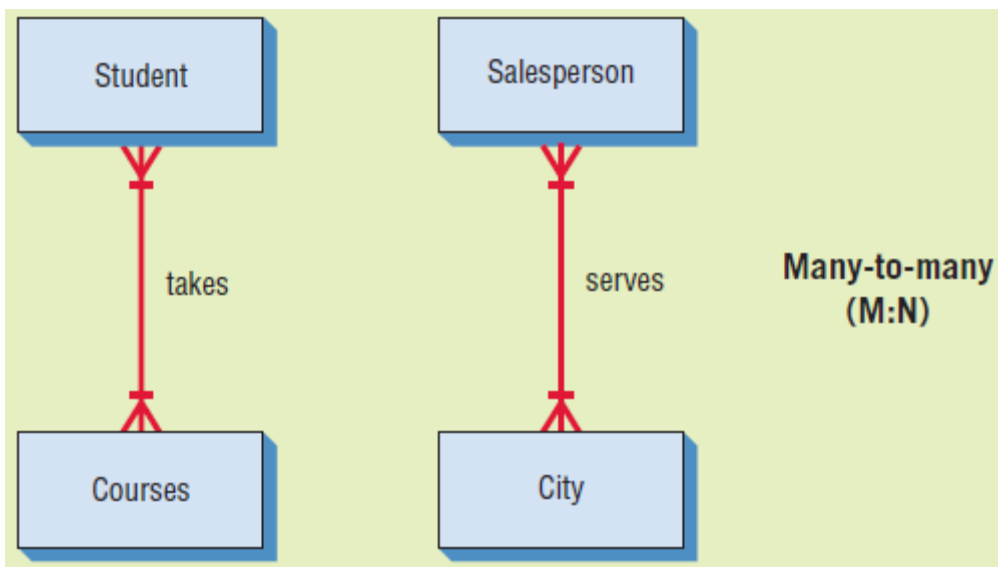 Student
Salesperson
takes
serves
Many-to-many
(M:N)
Courses
City